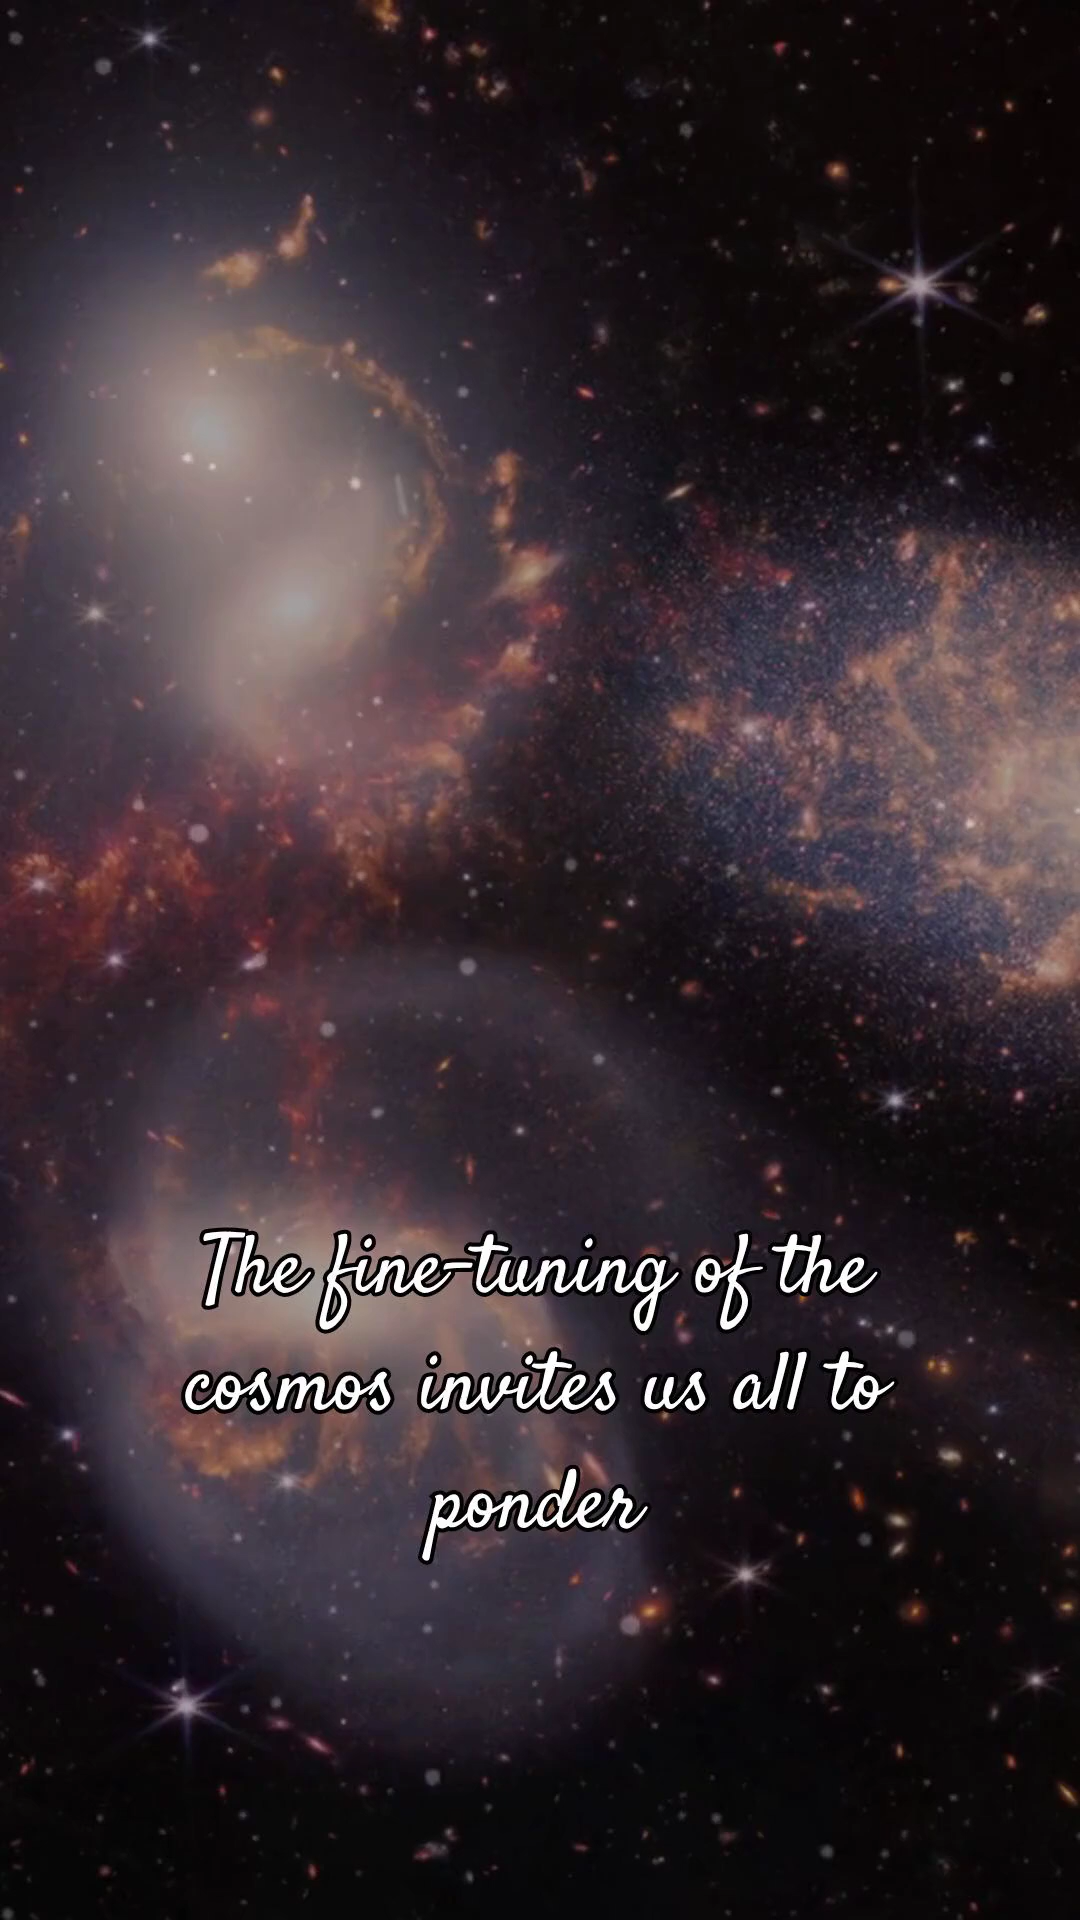 The fine-tuning of the
cosmos invites us all to
ponder